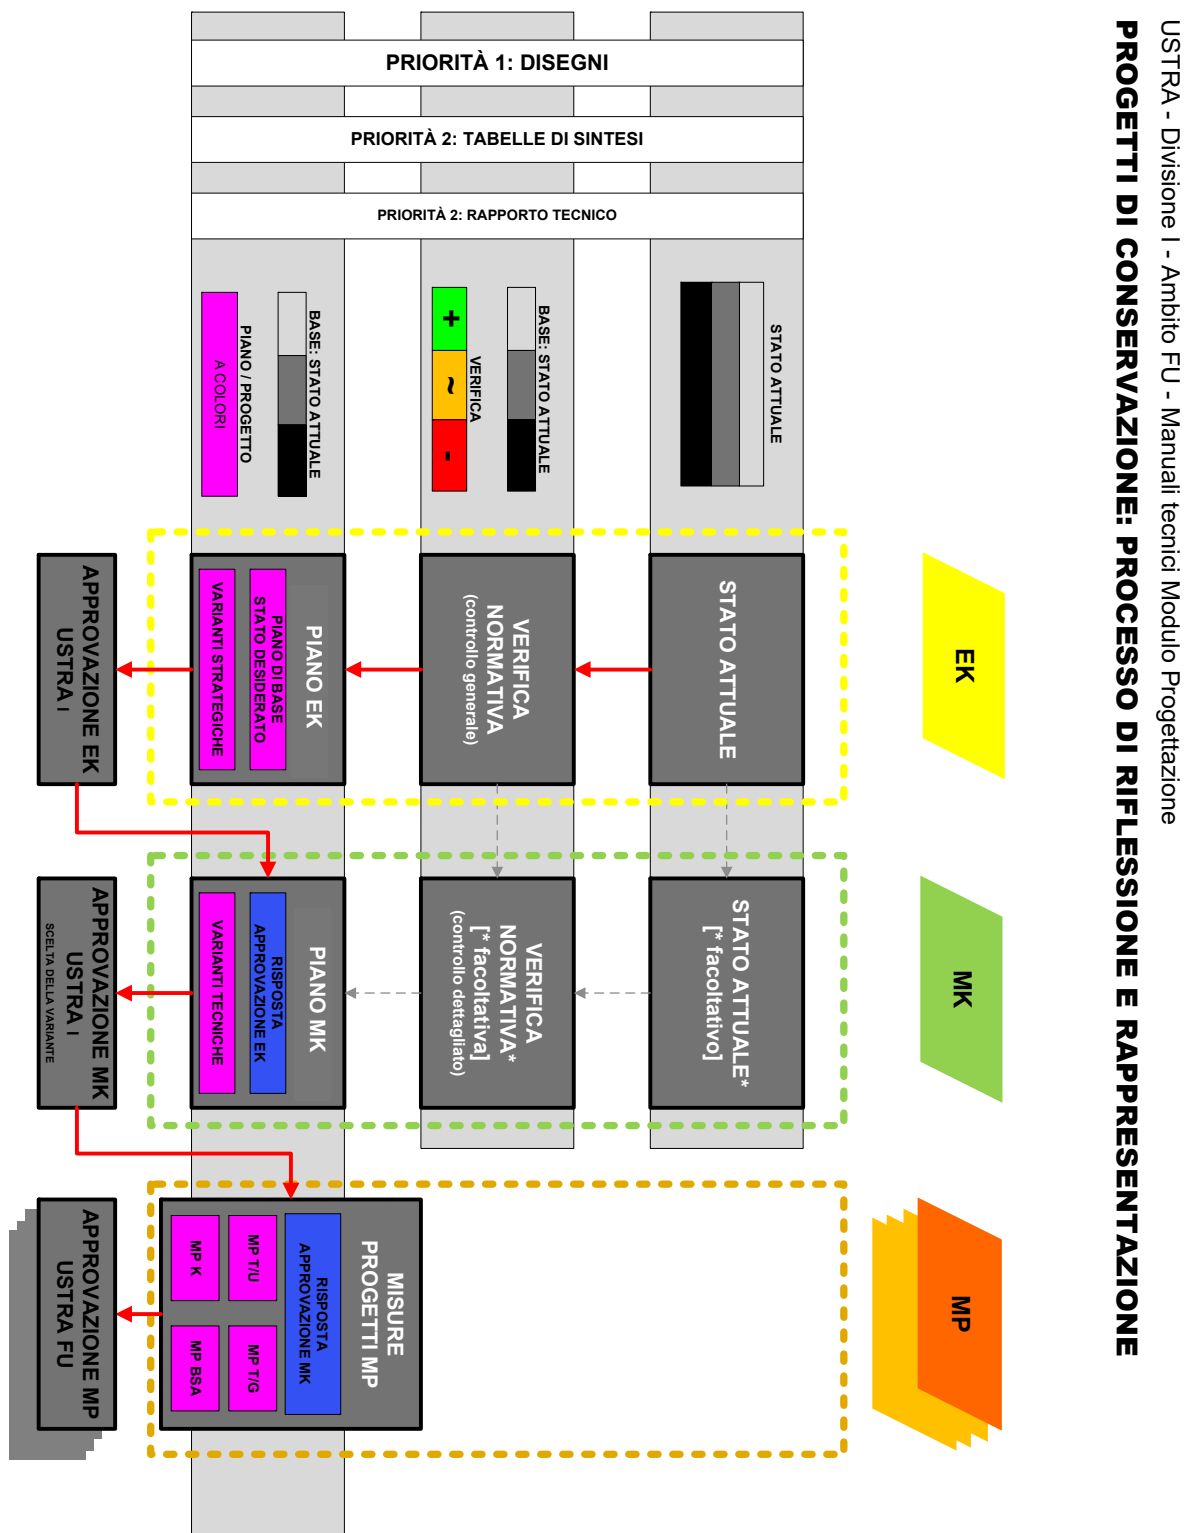 USTRA - Divisione I - Ambito FU - Manuali tecnici Modulo Progettazione
PROGETTI DI CONSERVAZIONE: PROCESSO DI RIFLESSIONE E RAPPRESENTAZIONE
PRIORITÀ 1: DISEGNI
PRIORITÀ 2: TABELLE DI SINTESI
PRIORITÀ 2: RAPPORTO TECNICO
EK
MK
MP
STATO ATTUALE
STATO ATTUALE
STATO ATTUALE*
[* facoltativo]
BASE: STATO ATTUALE
VERIFICA
+
~
-
VERIFICA
NORMATIVA
(controllo generale)
VERIFICA
NORMATIVA*
[* facoltativa]
(controllo dettagliato)
BASE: STATO ATTUALE
PIANO / PROGETTO
A COLORI
PIANO EK
PIANO DI BASE
STATO DESIDERATO
VARIANTI STRATEGICHE
PIANO MK
RISPOSTA
APPROVAZIONE EK
VARIANTI TECNICHE
MISURE
PROGETTI MP
RISPOSTA
APPROVAZIONE MK
MP T/U
MP T/G
MP K
MP BSA
APPROVAZIONE EK
USTRA I
APPROVAZIONE MK
USTRA I
SCELTA DELLA VARIANTE
APPROVAZIONE MP
USTRA FU